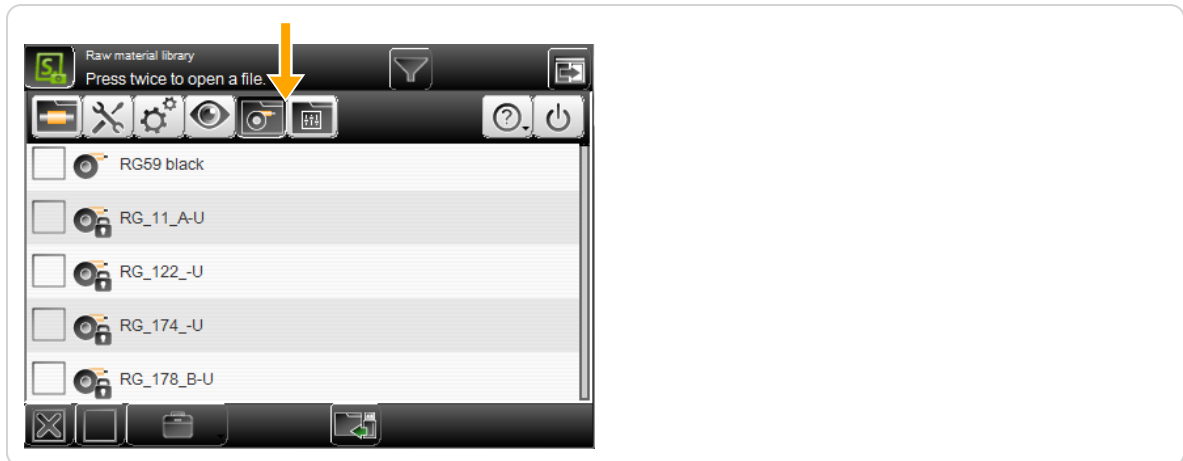 Raw material library
Press twice to open a file.
RG59 black
RG_11_A-U
RG_122_-U
RG_174_-U
RG_178_B-U